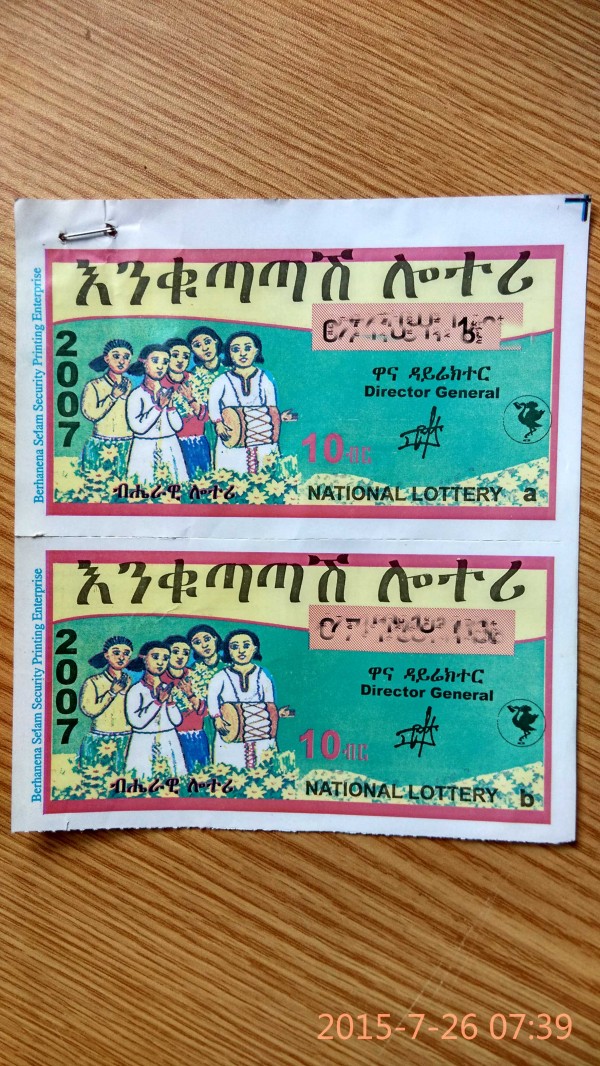 Berhanena Selam Security Printing Enterprise
እንቁጣጣሽ ሎተሪ
2007
ዋና ዳይሬክተር
Director General
10 ብር
ብሔራዊ ሎተሪ
NATIONAL LOTTERY a
Berhanena Selam Security Printing Enterprise
እንቁጣጣሽ ሎተሪ
2007
ዋና ዳይሬክተር
Director General
10 ብር
ብሔራዊ ሎተሪ
NATIONAL LOTTERY b
2015-7-26 07:39